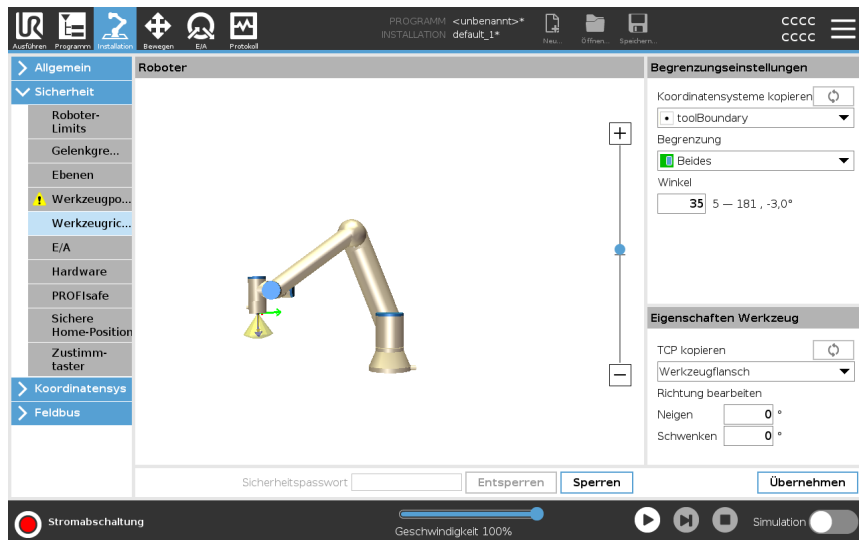 UR
PROGRAMM <unbenannt>*
INSTALLATION default_1*
cccc
cccc
Ausführen Programm Installation Bewegen E/A Protokoll
Neu... Öffnen... Speichern...
Allgemein
Sicherheit
Roboter-
Limits
Gelenkgre...
Ebenen
Werkzeugpo...
Werkzeugric...
E/A
Hardware
PROFIsafe
Sichere
Home-Position
Zustimm-
taster
Koordinatensys
Feldbus
Roboter
+
−
Begrenzungseinstellungen
Koordinatensysteme kopieren
toolBoundary
Begrenzung
Beides
Winkel
35 5 — 181 , -3,0°
Eigenschaften Werkzeug
TCP kopieren
Werkzeugflansch
Richtung bearbeiten
Neigen 0 °
Schwenken 0 °
Sicherheitspasswort Entsperren Sperren Übernehmen
Stromabschaltung
Geschwindigkeit 100%
Simulation